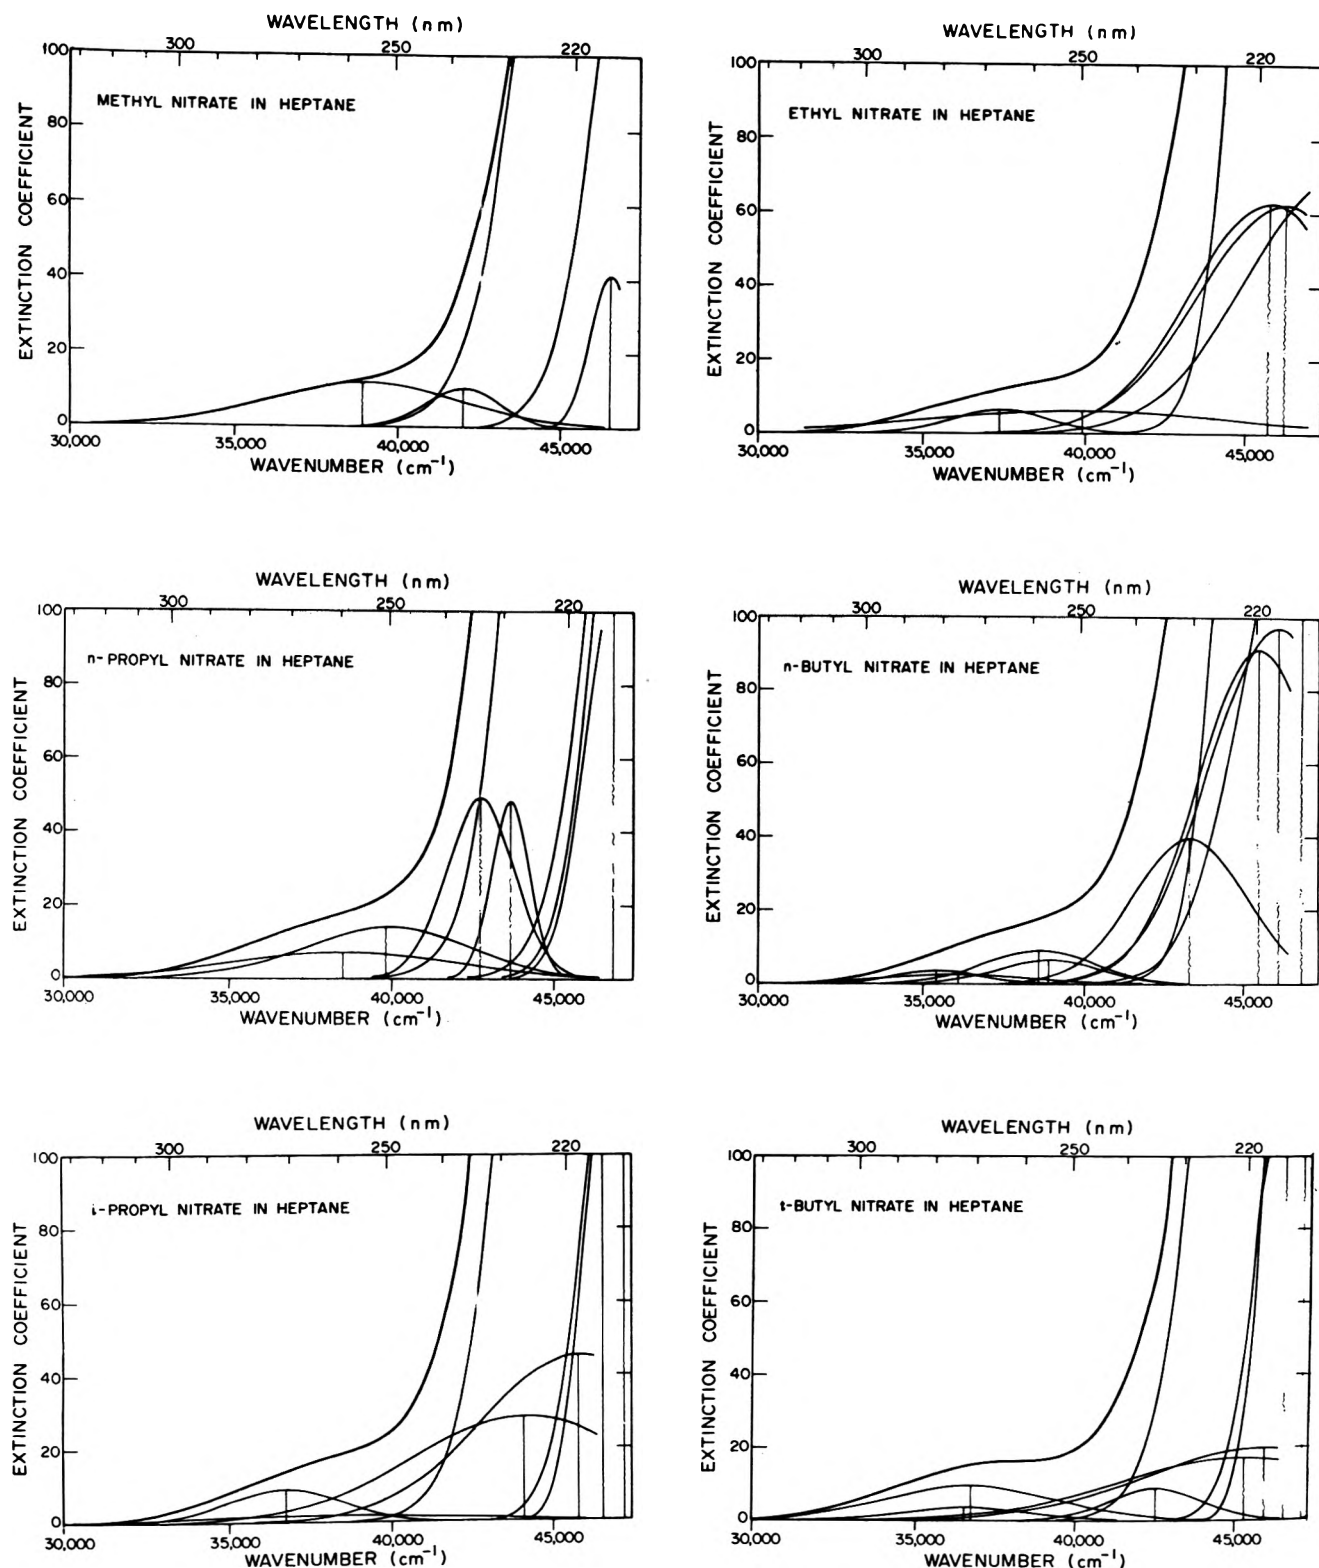 WAVELENGTH (nm)
300 250 220
100
80
60
40
20
0
EXTINCTION COEFFICIENT
METHYL NITRATE IN HEPTANE
30,000 35,000 40,000 45,000
WAVENUMBER (cm⁻¹)
WAVELENGTH (nm)
300 250 220
100
80
60
40
20
0
EXTINCTION COEFFICIENT
ETHYL NITRATE IN HEPTANE
30,000 35,000 40,000 45,000
WAVENUMBER (cm⁻¹)
WAVELENGTH (nm)
300 250 220
100
80
60
40
20
0
EXTINCTION COEFFICIENT
n-PROPYL NITRATE IN HEPTANE
30,000 35,000 40,000 45,000
WAVENUMBER (cm⁻¹)
WAVELENGTH (nm)
300 250 220
100
80
60
40
20
0
EXTINCTION COEFFICIENT
n-BUTYL NITRATE IN HEPTANE
30,000 35,000 40,000 45,000
WAVENUMBER (cm⁻¹)
WAVELENGTH (nm)
300 250 220
100
80
60
40
20
0
EXTINCTION COEFFICIENT
i-PROPYL NITRATE IN HEPTANE
30,000 35,000 40,000 45,000
WAVENUMBER (cm⁻¹)
WAVELENGTH (nm)
300 250 220
100
80
60
40
20
0
EXTINCTION COEFFICIENT
t-BUTYL NITRATE IN HEPTANE
30,000 35,000 40,000 45,000
WAVENUMBER (cm⁻¹)